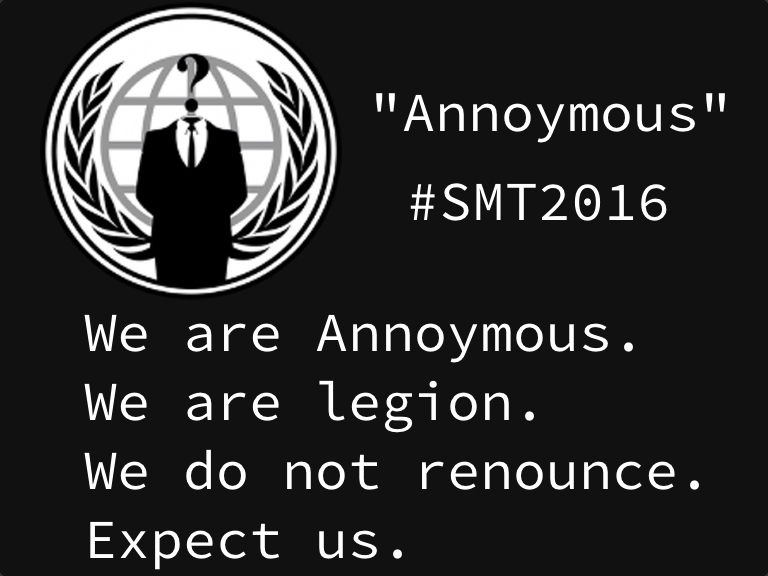 "Annoymous"
#SMT2016
We are Annoymous.
We are legion.
We do not renounce.
Expect us.